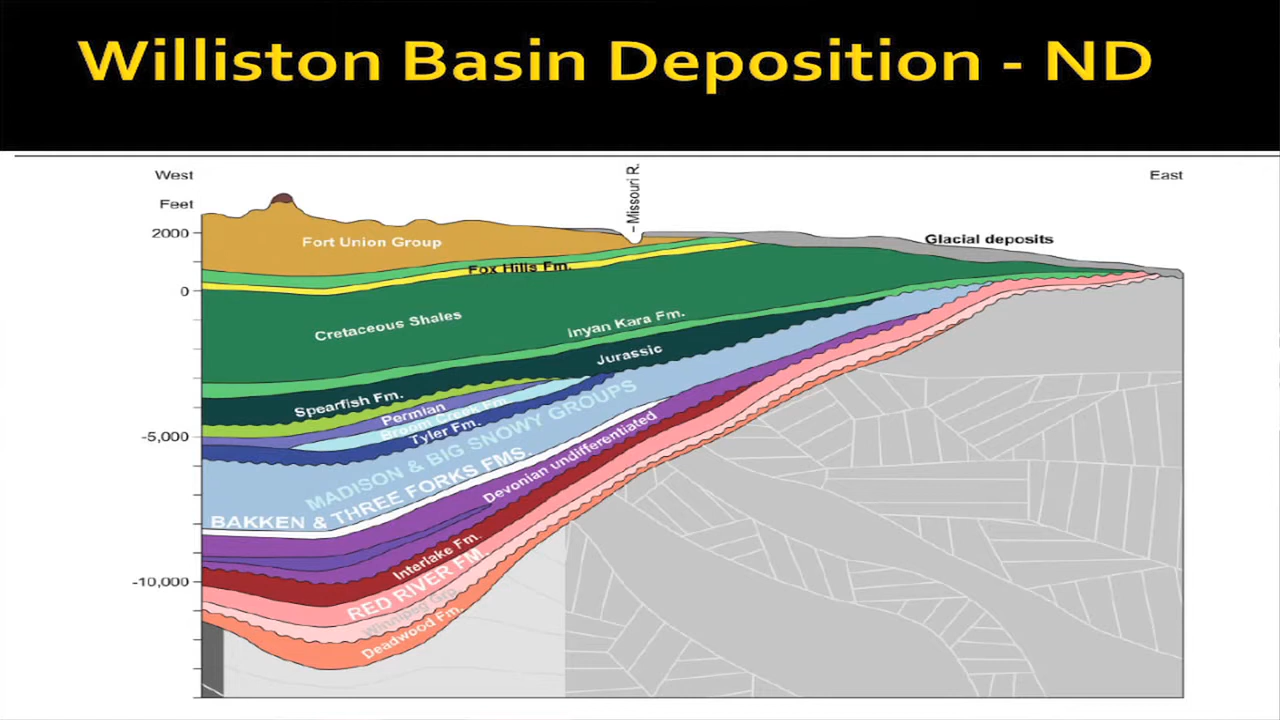 Williston Basin Deposition - ND
West
East
Feet
Missouri R.
2000
Fort Union Group
Glacial deposits
Fox Hills Fm.
0
Cretaceous Shales
Inyan Kara Fm.
Jurassic
Spearfish Fm.
Permian
Broom Creek Fm.
Tyler Fm.
-5,000
MADISON & BIG SNOWY GROUPS
BAKKEN & THREE FORKS FMS.
Devonian undifferentiated
Interlake Fm.
-10,000
RED RIVER FM.
Winnipeg Grp.
Deadwood Fm.